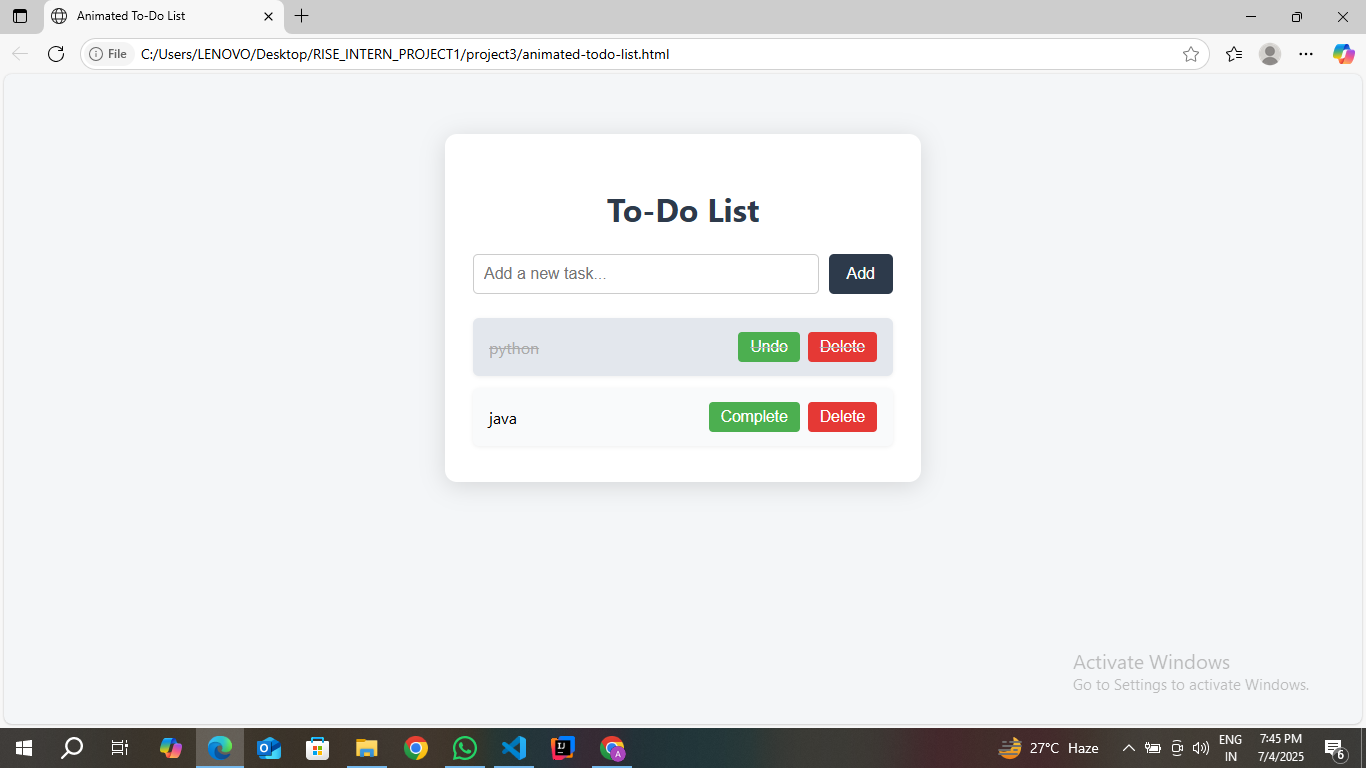 Animated To-Do List
File C:/Users/LENOVO/Desktop/RISE_INTERN_PROJECT1/project3/animated-todo-list.html
To-Do List
Add a new task... Add
python Undo Delete
java Complete Delete
Activate Windows
Go to Settings to activate Windows.
27°C Haze
ENG
IN
7:45 PM
7/4/2025
6
A